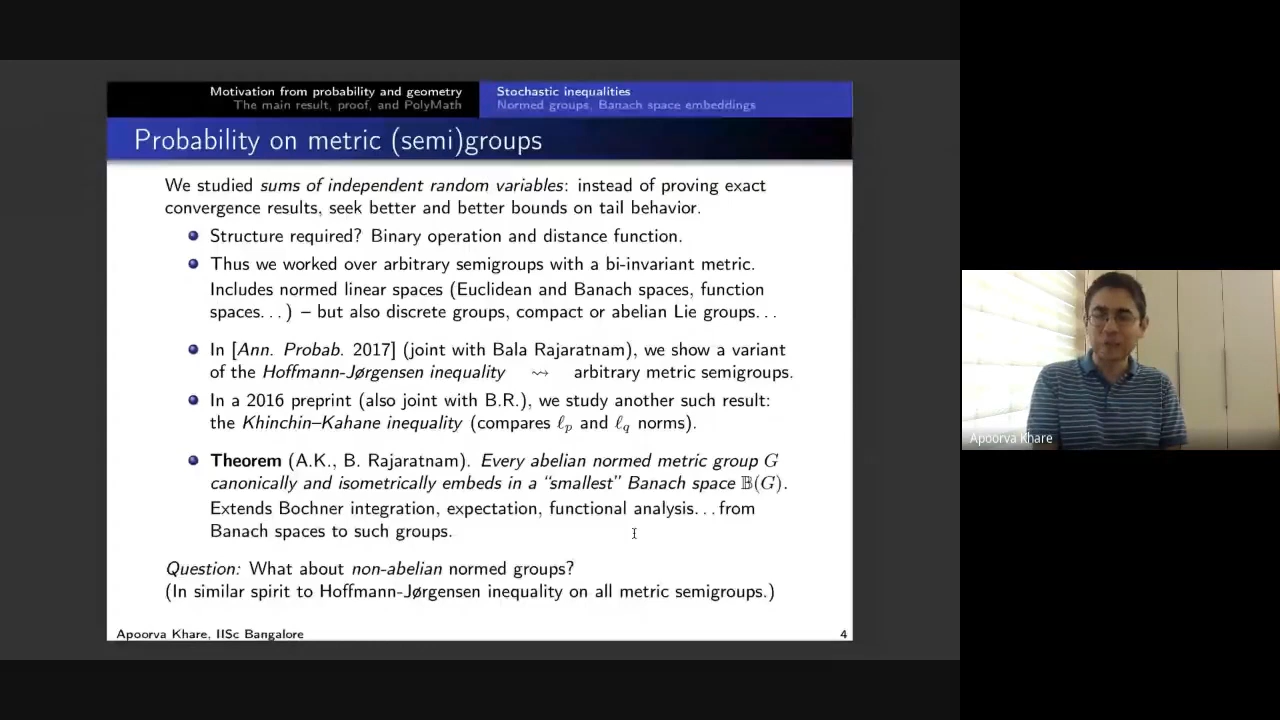 Motivation from probability and geometry
The main result, proof, and PolyMath
Stochastic inequalities
Normed groups, Banach space embeddings
Probability on metric (semi)groups
We studied sums of independent random variables: instead of proving exact
convergence results, seek better and better bounds on tail behavior.
Structure required? Binary operation and distance function.
Thus we worked over arbitrary semigroups with a bi-invariant metric.
Includes normed linear spaces (Euclidean and Banach spaces, function
spaces. . . ) – but also discrete groups, compact or abelian Lie groups. . .
In [Ann. Probab. 2017] (joint with Bala Rajaratnam), we show a variant
of the Hoffmann-Jørgensen inequality ⇝ arbitrary metric semigroups.
In a 2016 preprint (also joint with B.R.), we study another such result:
the Khinchin–Kahane inequality (compares ℓp and ℓq norms).
Theorem (A.K., B. Rajaratnam). Every abelian normed metric group G
canonically and isometrically embeds in a “smallest” Banach space 𝔹(G).
Extends Bochner integration, expectation, functional analysis. . . from
Banach spaces to such groups.
Question: What about non-abelian normed groups?
(In similar spirit to Hoffmann-Jørgensen inequality on all metric semigroups.)
Apoorva Khare, IISc Bangalore
4
Apoorva Khare